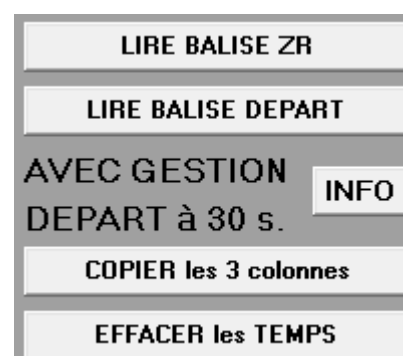 LIRE BALISE ZR
LIRE BALISE DEPART
AVEC GESTION
DEPART à 30 s.
INFO
COPIER les 3 colonnes
EFFACER les TEMPS